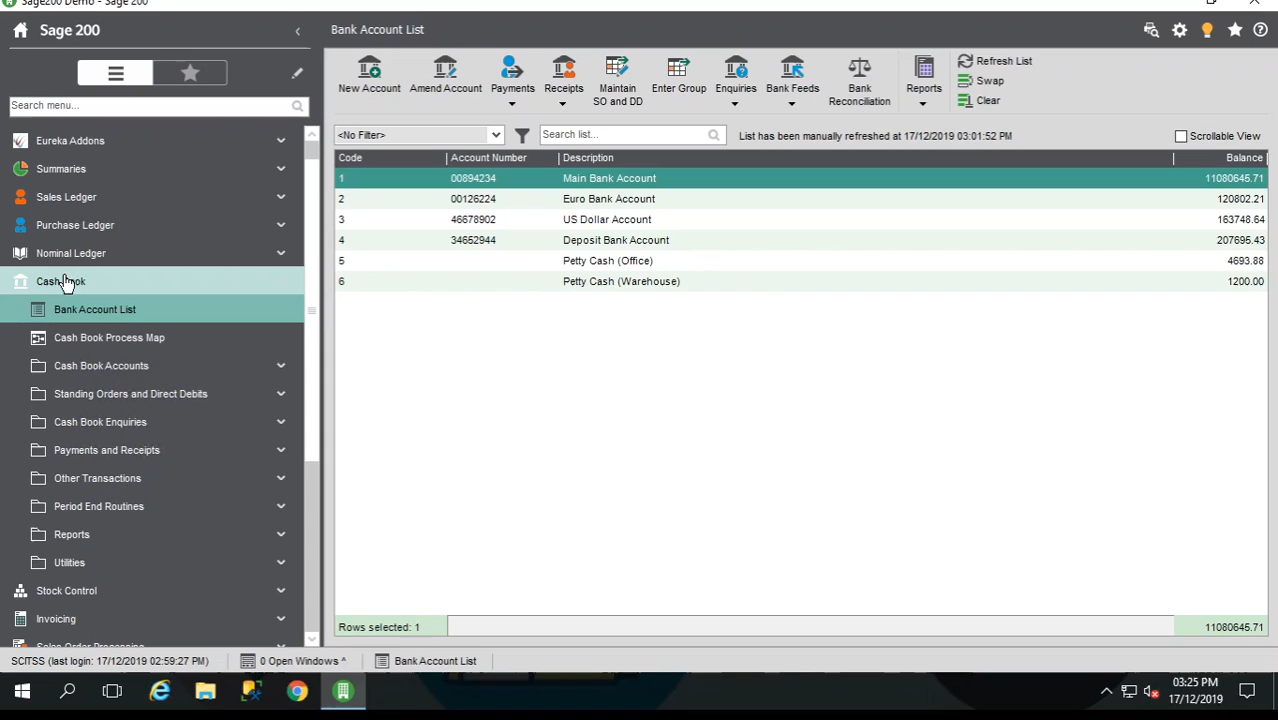 Sage200 Demo - Sage 200
Sage 200
Bank Account List
Search menu...
New Account
Amend Account
Payments
Receipts
Maintain SO and DD
Enter Group
Enquiries
Bank Feeds
Bank Reconciliation
Reports
Refresh List
Swap
Clear
<No Filter>
Search list...
List has been manually refreshed at 17/12/2019 03:01:52 PM
Scrollable View
Code Account Number Description Balance
1 00894234 Main Bank Account 11080645.71
2 00126224 Euro Bank Account 120802.21
3 46678902 US Dollar Account 163748.64
4 34652944 Deposit Bank Account 207695.43
5 Petty Cash (Office) 4693.88
6 Petty Cash (Warehouse) 1200.00
Rows selected: 1 11080645.71
Eureka Addons
Summaries
Sales Ledger
Purchase Ledger
Nominal Ledger
Cash Book
Bank Account List
Cash Book Process Map
Cash Book Accounts
Standing Orders and Direct Debits
Cash Book Enquiries
Payments and Receipts
Other Transactions
Period End Routines
Reports
Utilities
Stock Control
Invoicing
Sales Order Processing
SCITSS (last login: 17/12/2019 02:59:27 PM)
0 Open Windows ^
Bank Account List
03:25 PM
17/12/2019